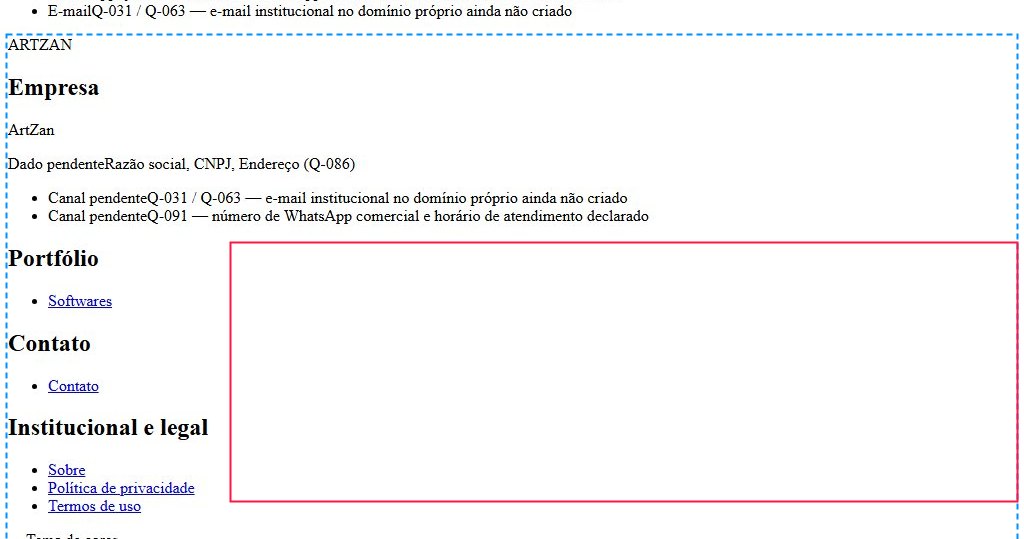 E-mailQ-031 / Q-063 — e-mail institucional no domínio próprio ainda não criado
ARTZAN
Empresa
ArtZan
Dado pendenteRazão social, CNPJ, Endereço (Q-086)
Canal pendenteQ-031 / Q-063 — e-mail institucional no domínio próprio ainda não criado
Canal pendenteQ-091 — número de WhatsApp comercial e horário de atendimento declarado
Portfólio
Softwares
Contato
Contato
Institucional e legal
Sobre
Política de privacidade
Termos de uso